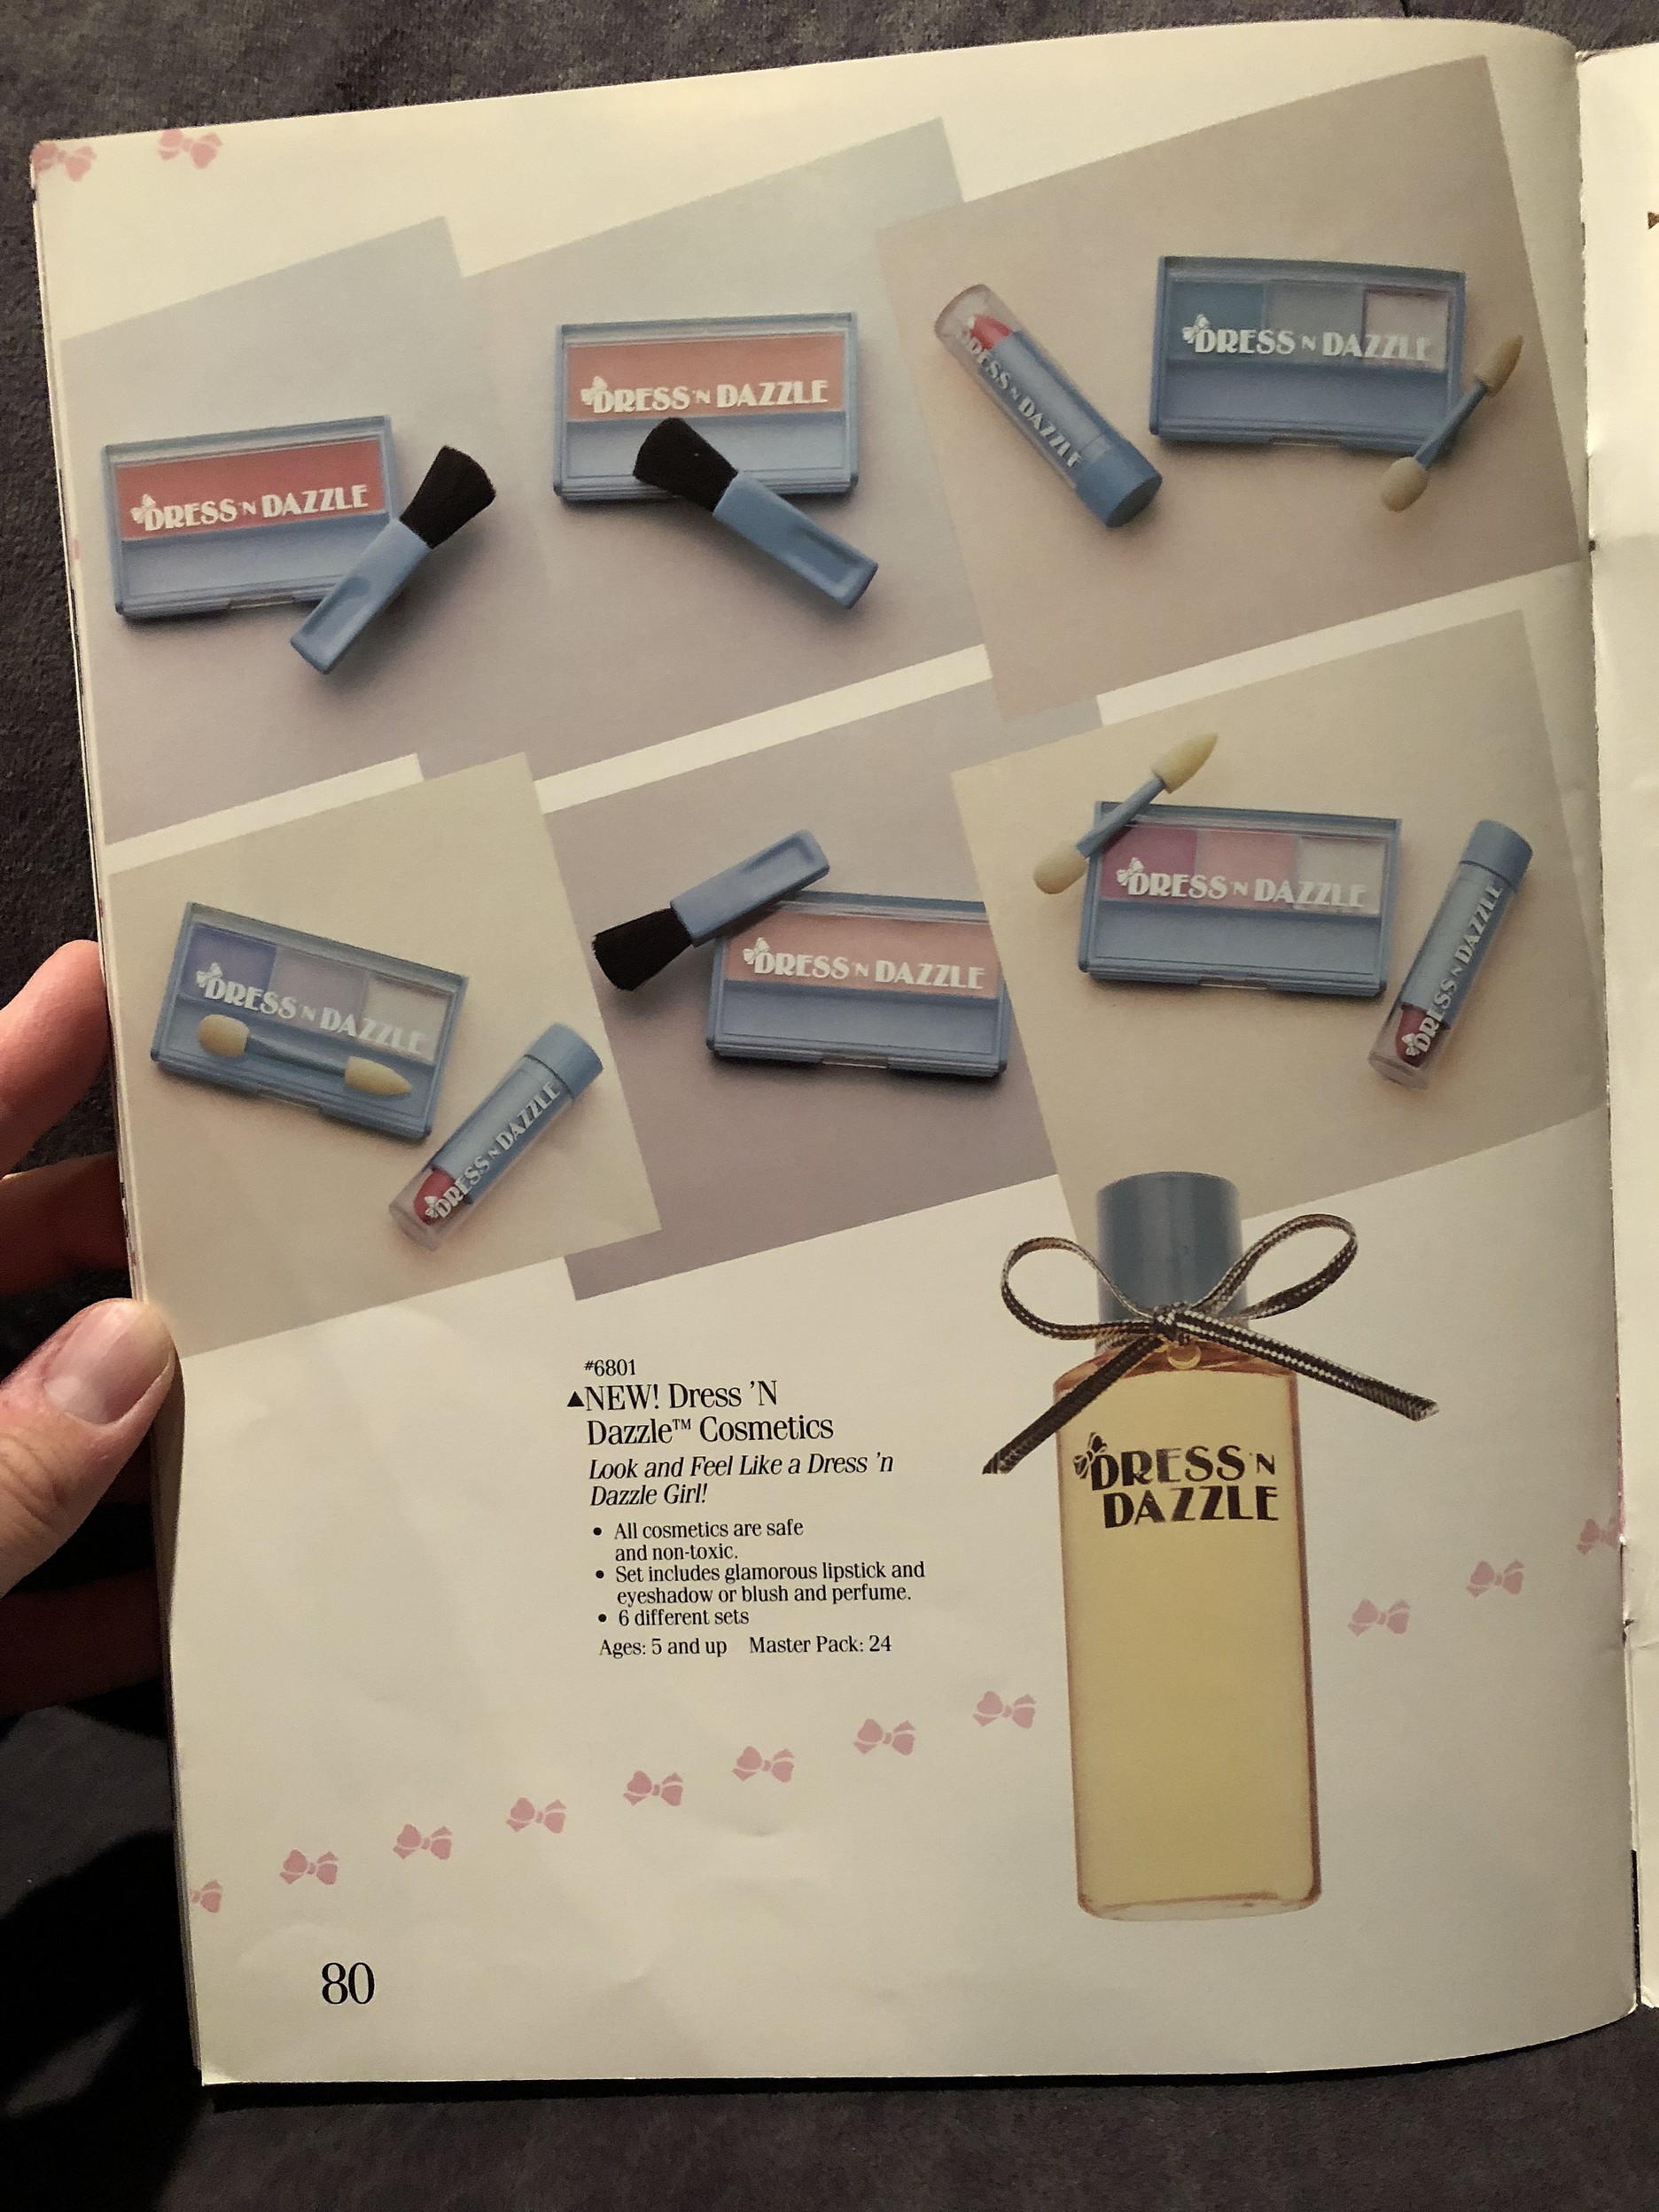 DRESS 'N DAZZLE
DRESS 'N DAZZLE
DRESS 'N DAZZLE
DRESS 'N DAZZLE
DRESS 'N DAZZLE
DRESS 'N DAZZLE
DRESS 'N DAZZLE
DRESS 'N DAZZLE
DRESS 'N DAZZLE
#6801
▲NEW! Dress 'N
Dazzle™ Cosmetics
Look and Feel Like a Dress 'n
Dazzle Girl!
• All cosmetics are safe
and non-toxic.
• Set includes glamorous lipstick and
eyeshadow or blush and perfume.
• 6 different sets
Ages: 5 and up Master Pack: 24
DRESS 'N
DAZZLE
80